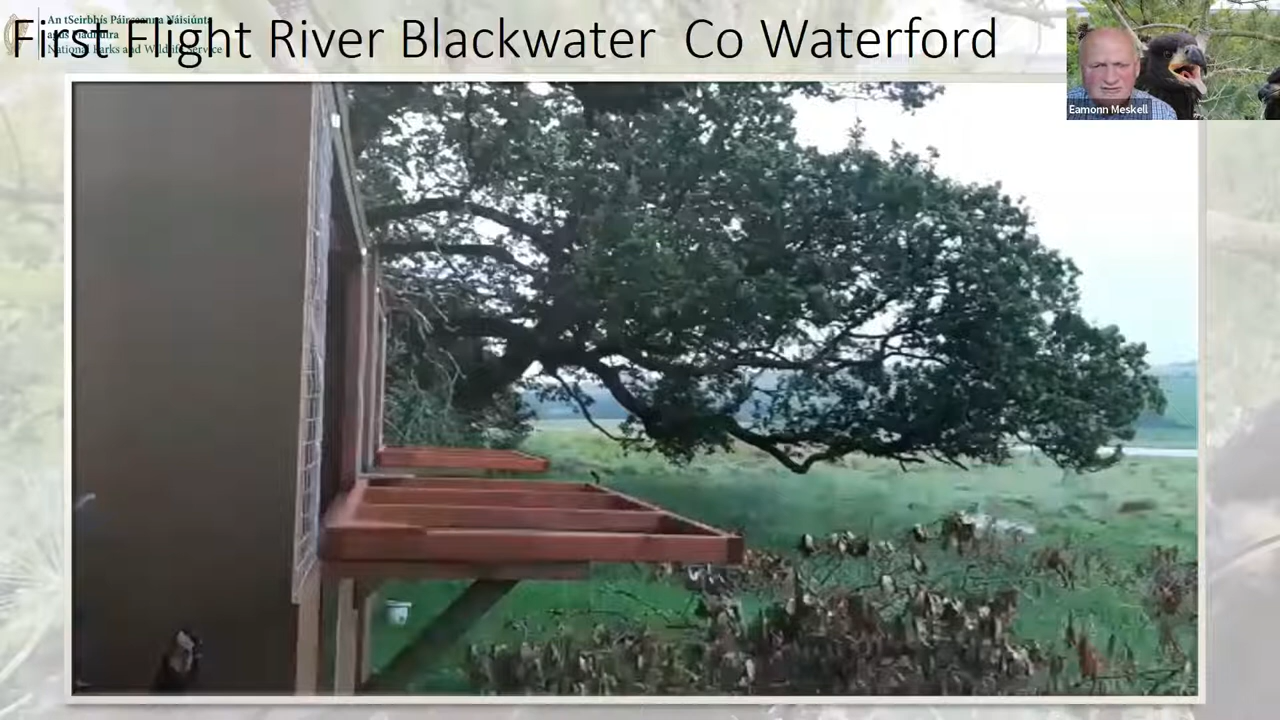 An tSeirbhís Páirceanna Náisiúnta
agus Fiadhúlra
National Parks and Wildlife Service
First Flight River Blackwater Co Waterford
Eamonn Meskell